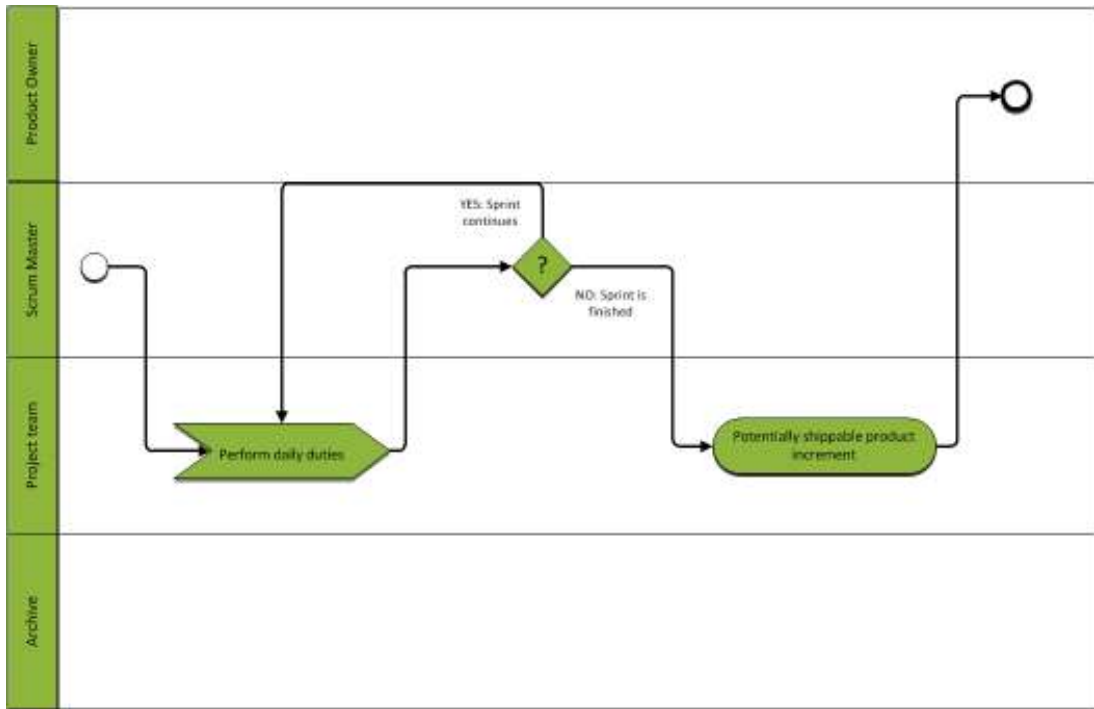 Product Owner
Scrum Master
YES: Sprint
continues
?
NO: Sprint is
finished
Project team
Perform daily duties
Potentially shippable product
increment
Archive